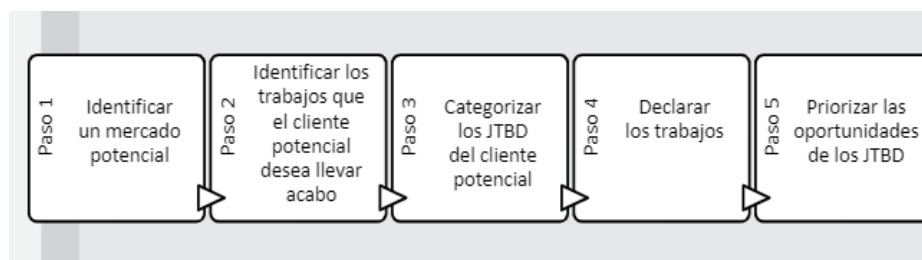 Paso 1
Identificar
un mercado
potencial
Paso 2
Identificar los
trabajos que
el cliente
potencial
desea llevar
acabo
Paso 3
Categorizar
los JTBD
del cliente
potencial
Paso 4
Declarar
los trabajos
Paso 5
Priorizar las
oportunidades
de los JTBD